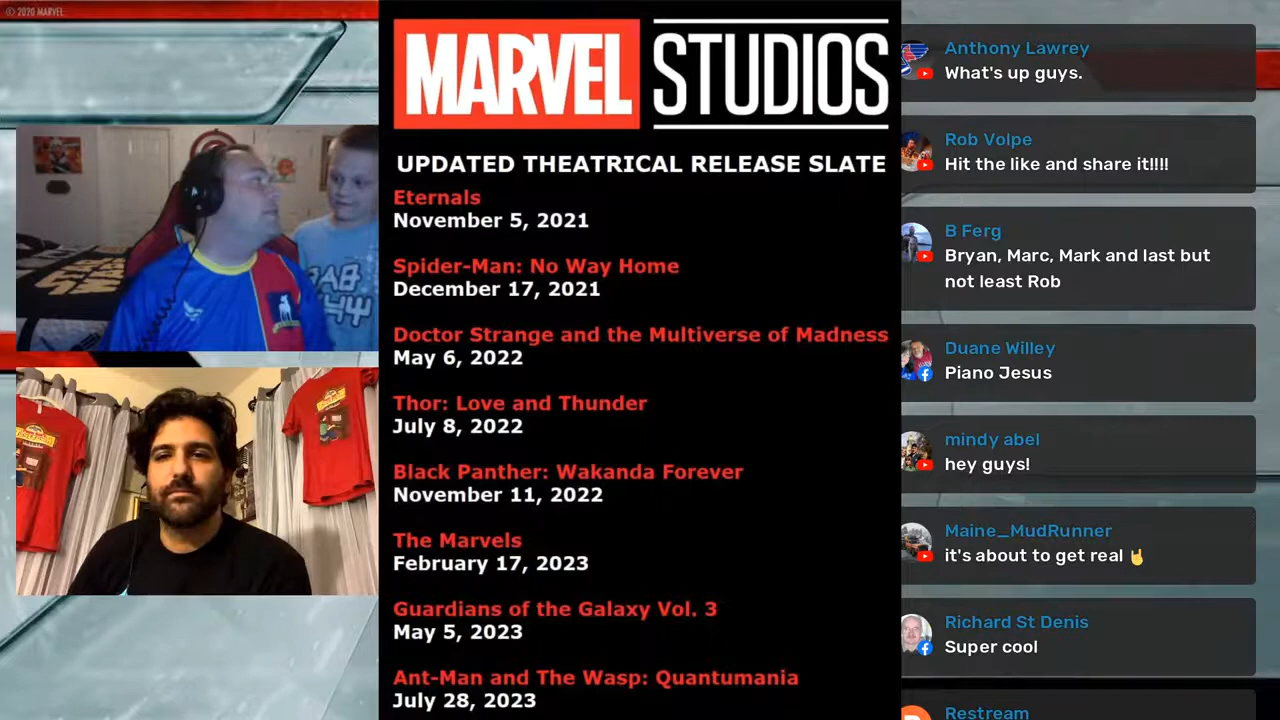 © 2020 MARVEL
MARVEL STUDIOS
UPDATED THEATRICAL RELEASE SLATE
Eternals
November 5, 2021
Spider-Man: No Way Home
December 17, 2021
Doctor Strange and the Multiverse of Madness
May 6, 2022
Thor: Love and Thunder
July 8, 2022
Black Panther: Wakanda Forever
November 11, 2022
The Marvels
February 17, 2023
Guardians of the Galaxy Vol. 3
May 5, 2023
Ant-Man and The Wasp: Quantumania
July 28, 2023
Anthony Lawrey
What's up guys.
Rob Volpe
Hit the like and share it!!!!
B Ferg
Bryan, Marc, Mark and last but
not least Rob
Duane Willey
Piano Jesus
mindy abel
hey guys!
Maine_MudRunner
it's about to get real 🤘
Richard St Denis
Super cool
Restream